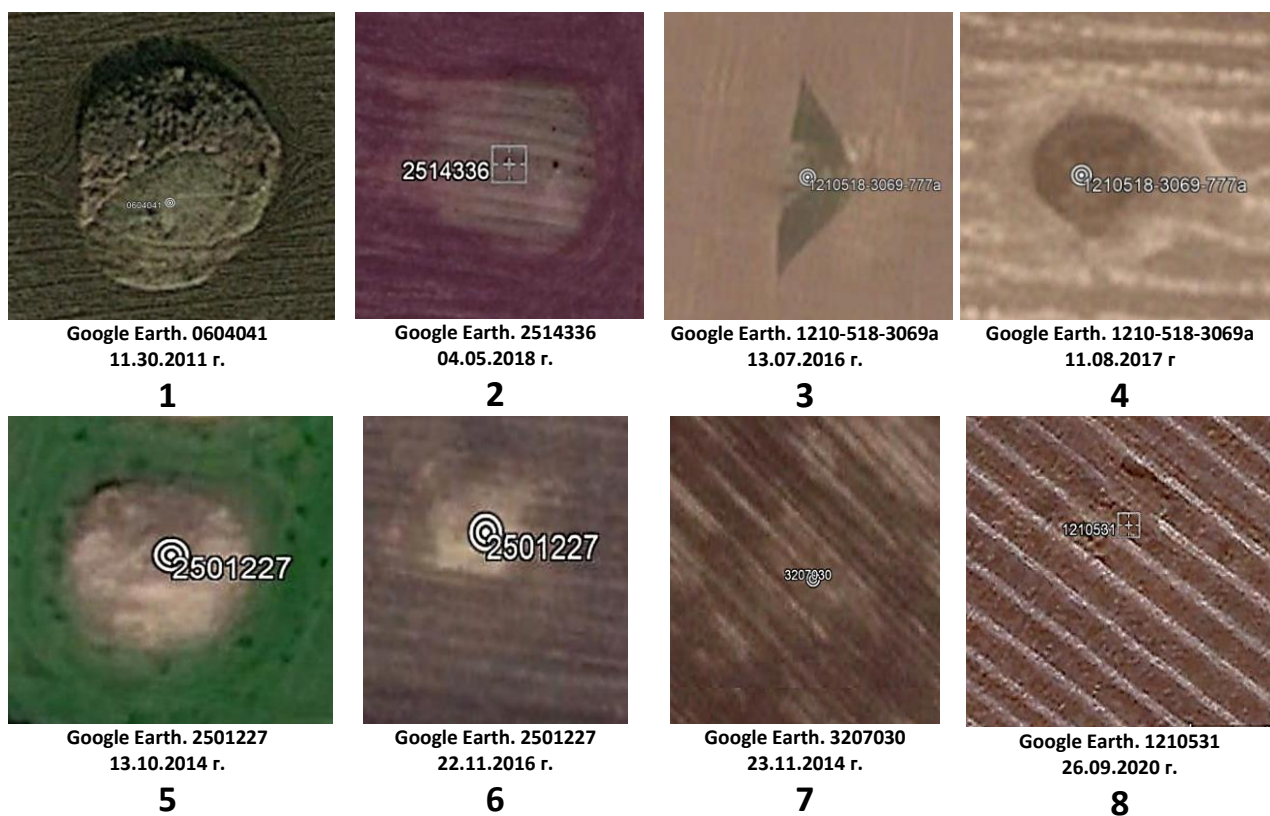 0604041
2514336
1210518-3069-777a
1210518-3069-777a
Google Earth. 0604041
11.30.2011 г.
1
Google Earth. 2514336
04.05.2018 г.
2
Google Earth. 1210-518-3069a
13.07.2016 г.
3
Google Earth. 1210-518-3069a
11.08.2017 г
4
2501227
2501227
3207030
1210531
Google Earth. 2501227
13.10.2014 г.
5
Google Earth. 2501227
22.11.2016 г.
6
Google Earth. 3207030
23.11.2014 г.
7
Google Earth. 1210531
26.09.2020 г.
8